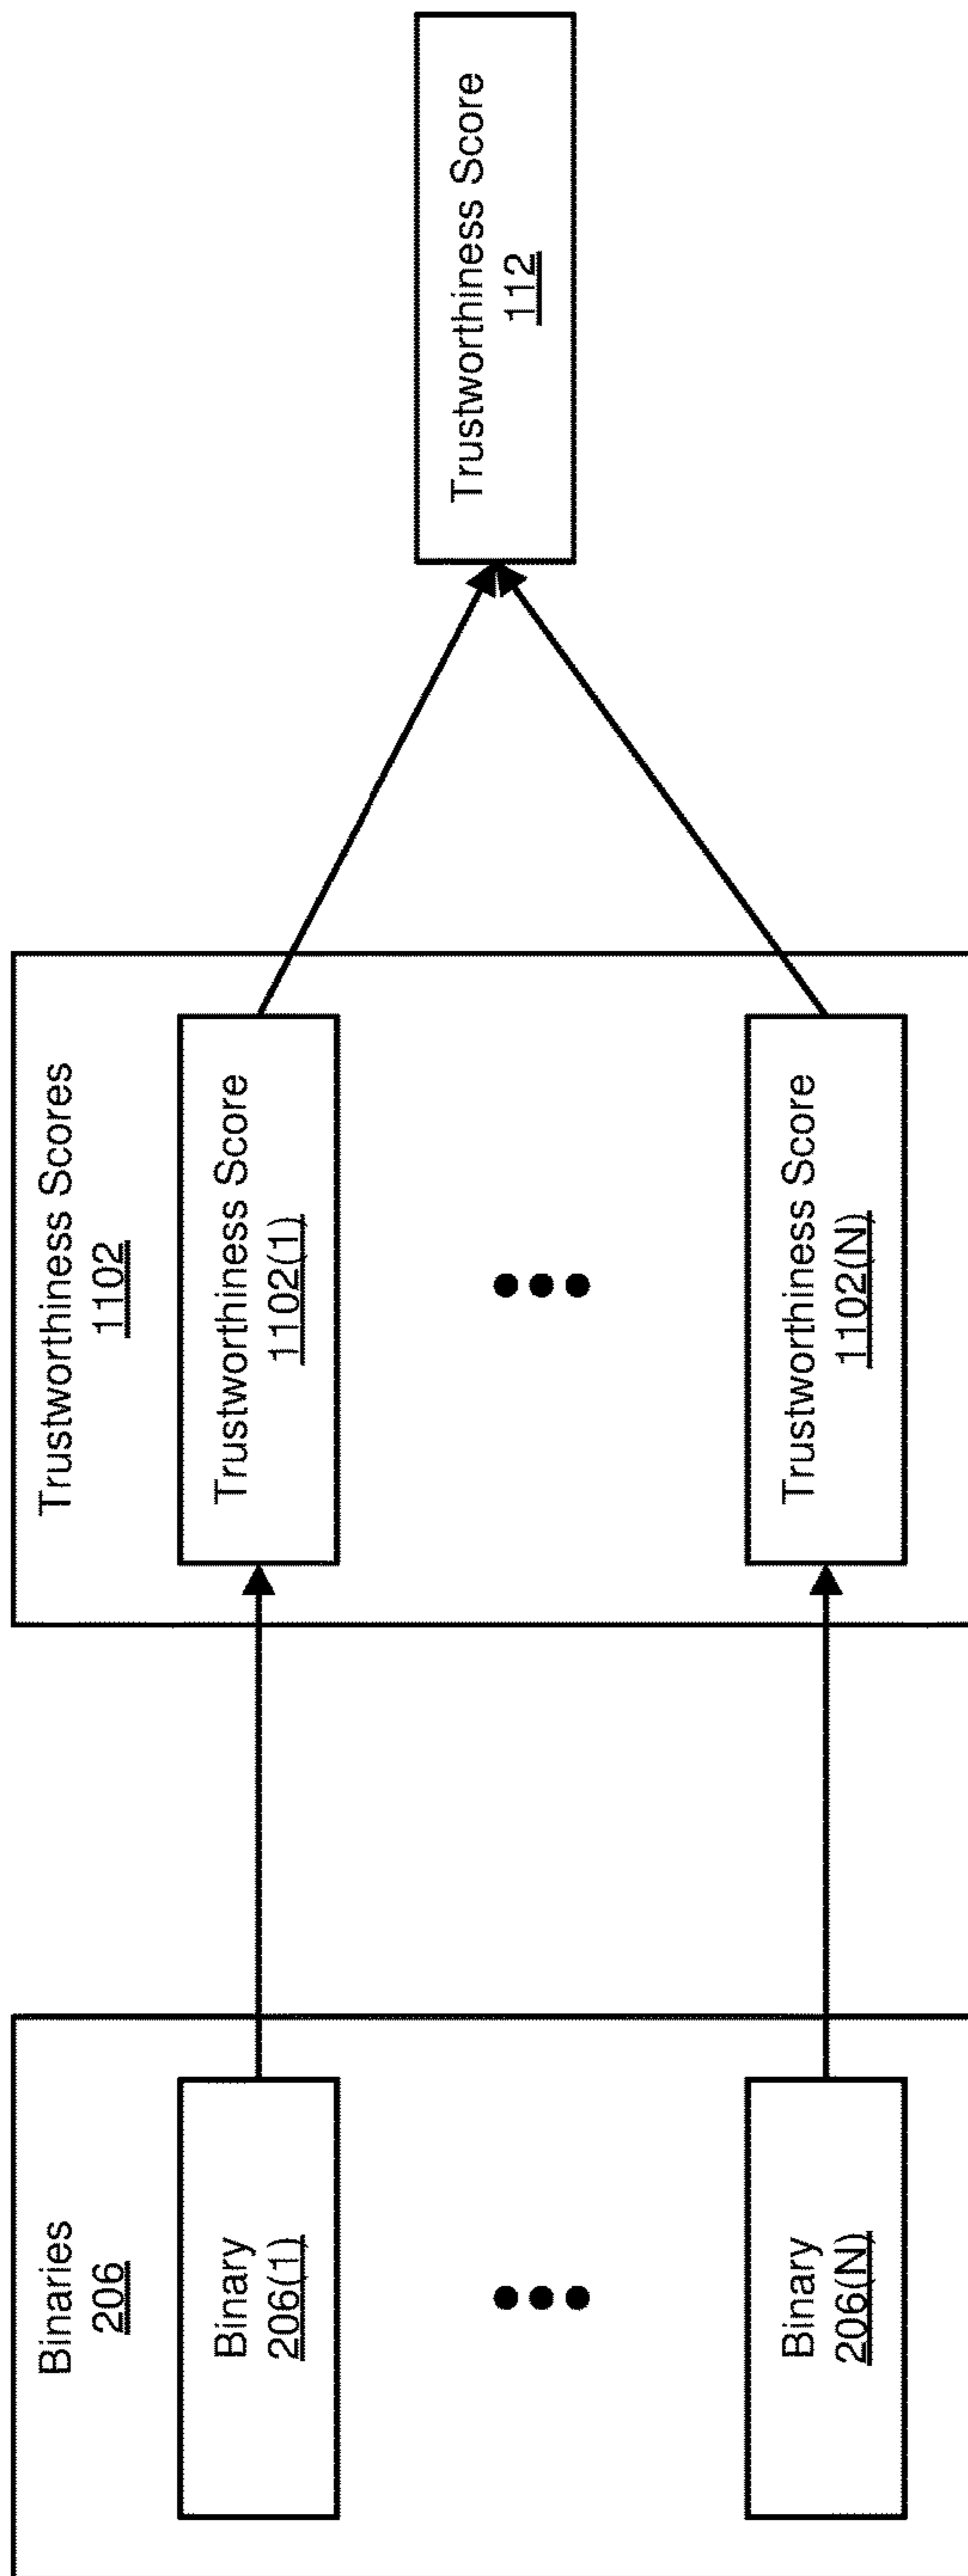 Binaries
206
Binary
206(1)
Binary
206(N)
Trustworthiness Scores
1102
Trustworthiness Score
1102(1)
Trustworthiness Score
1102(N)
Trustworthiness Score
112